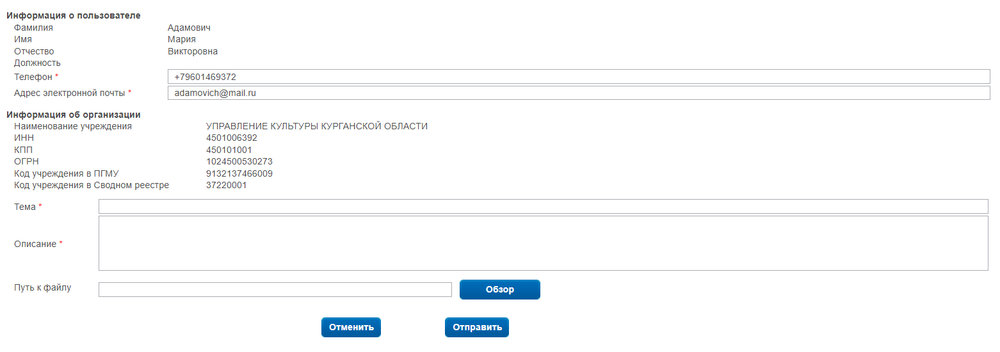 Информация о пользователе
Фамилия Адамович
Имя Мария
Отчество Викторовна
Должность
Телефон * +79601469372
Адрес электронной почты * adamovich@mail.ru
Информация об организации
Наименование учреждения УПРАВЛЕНИЕ КУЛЬТУРЫ КУРГАНСКОЙ ОБЛАСТИ
ИНН 4501006392
КПП 450101001
ОГРН 1024500530273
Код учреждения в ПГМУ 9132137466009
Код учреждения в Сводном реестре 37220001
Тема *
Описание *
Путь к файлу Обзор
Отменить Отправить